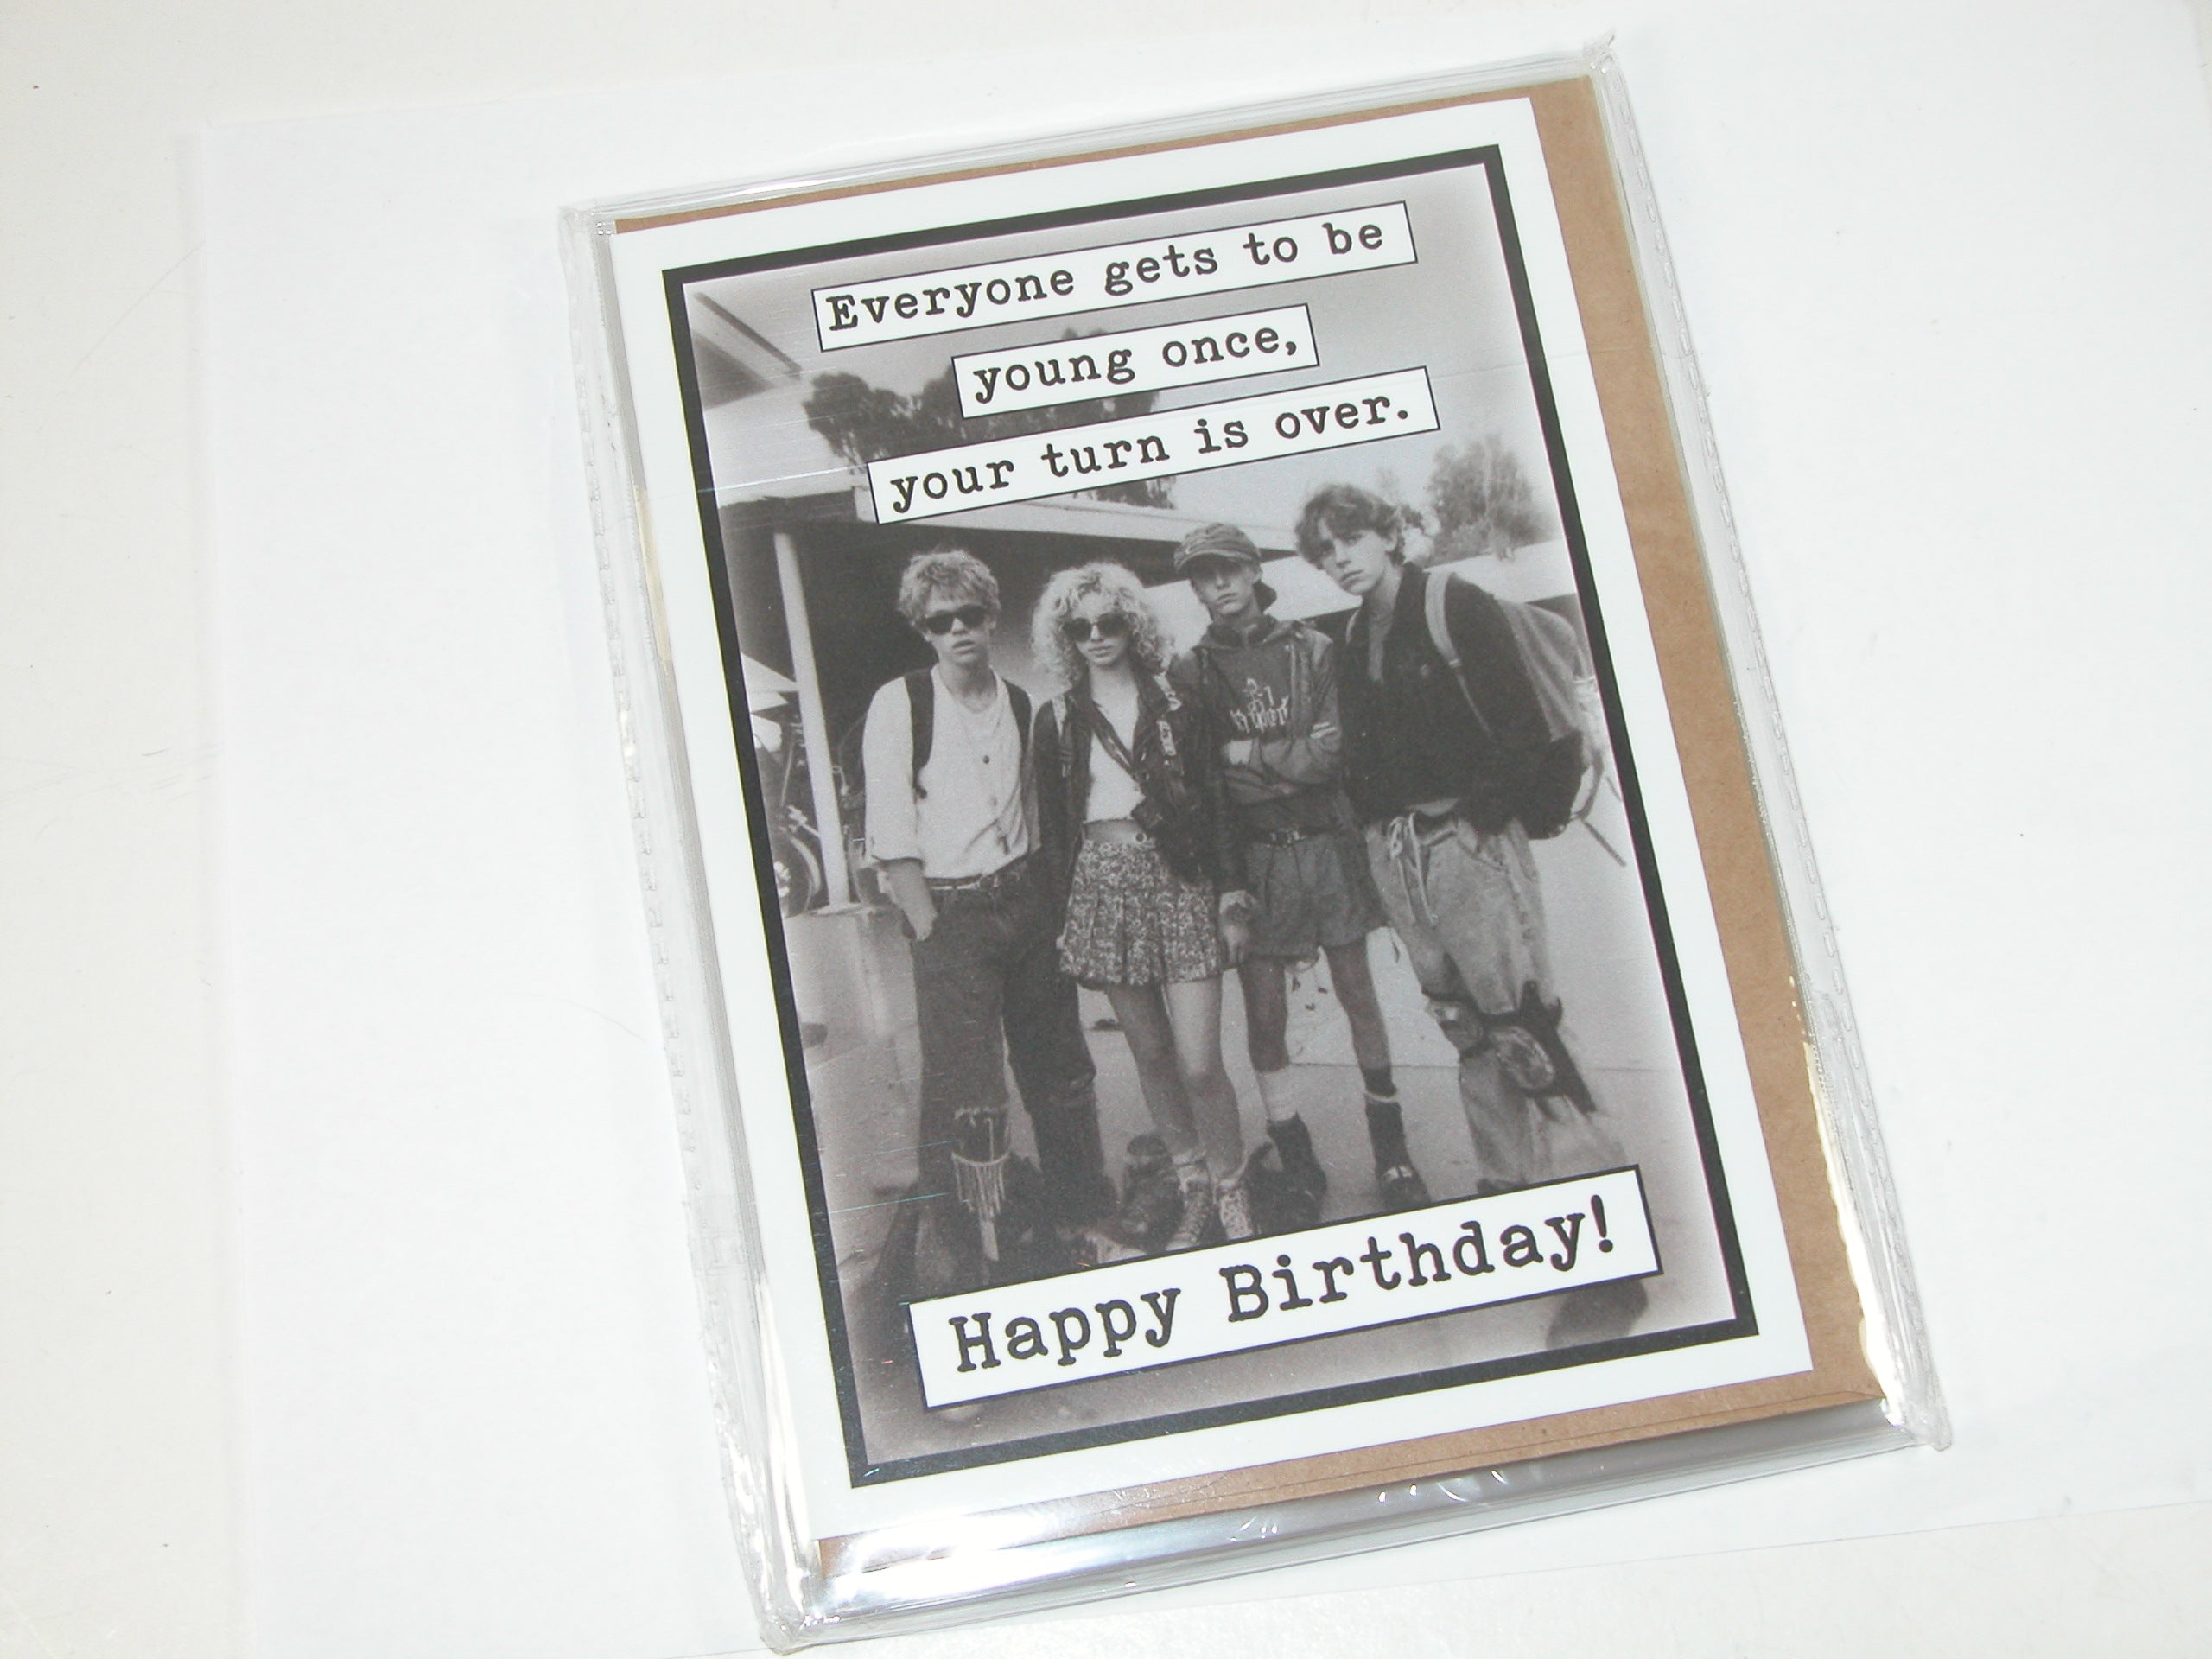 Everyone gets to be
young once,
your turn is over.
Happy Birthday!